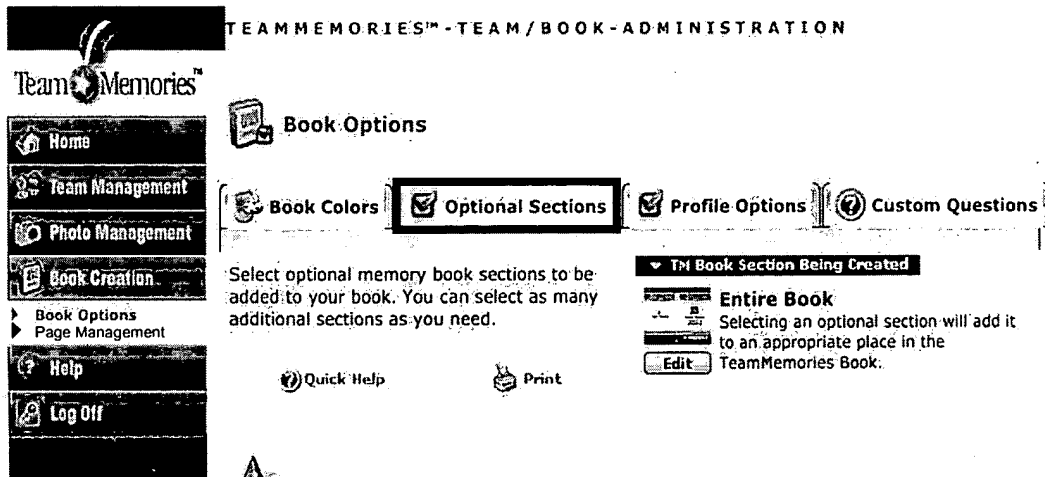 TEAMMEMORIES™-TEAM/BOOK-ADMINISTRATION
Team Memories™
Home
Team Management
Photo Management
Book Creation
Book Options
Page Management
Help
Log Off
Book Options
Book Colors
Optional Sections
Profile Options
Custom Questions
Select optional memory book sections to be
added to your book. You can select as many
additional sections as you need.
Quick Help
Print
TM Book Section Being Created
Entire Book
Selecting an optional section will add it
to an appropriate place in the
Edit TeamMemories Book.